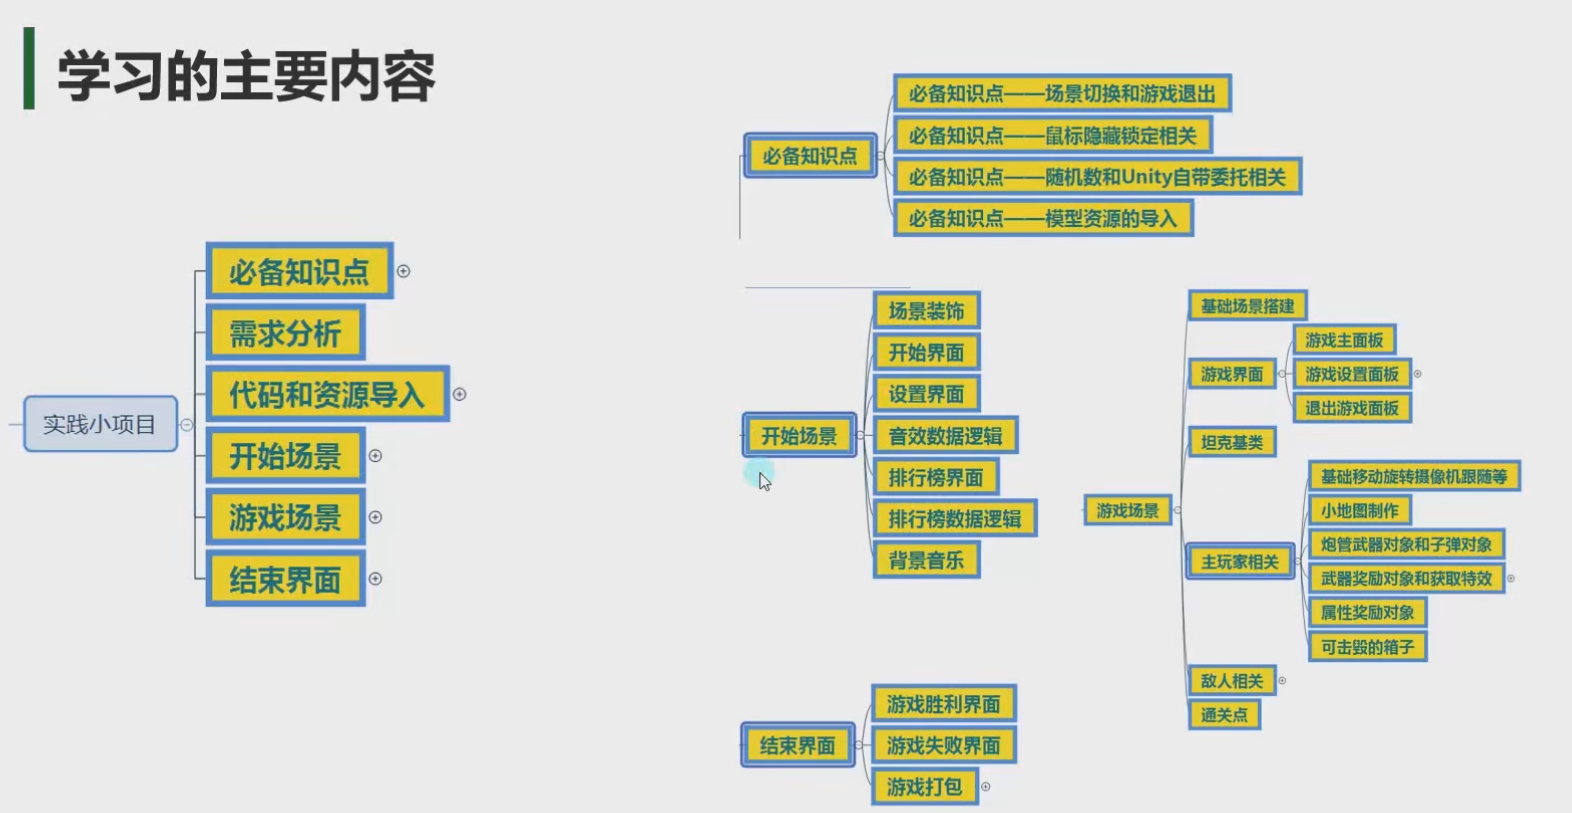 学习的主要内容
实践小项目
必备知识点
需求分析
代码和资源导入
开始场景
游戏场景
结束界面
必备知识点
必备知识点——场景切换和游戏退出
必备知识点——鼠标隐藏锁定相关
必备知识点——随机数和Unity自带委托相关
必备知识点——模型资源的导入
开始场景
场景装饰
开始界面
设置界面
音效数据逻辑
排行榜界面
排行榜数据逻辑
背景音乐
游戏场景
基础场景搭建
游戏界面
游戏主面板
游戏设置面板
退出游戏面板
坦克基类
主玩家相关
基础移动旋转摄像机跟随等
小地图制作
炮管武器对象和子弹对象
武器奖励对象和获取特效
属性奖励对象
可击毁的箱子
敌人相关
通关点
结束界面
游戏胜利界面
游戏失败界面
游戏打包